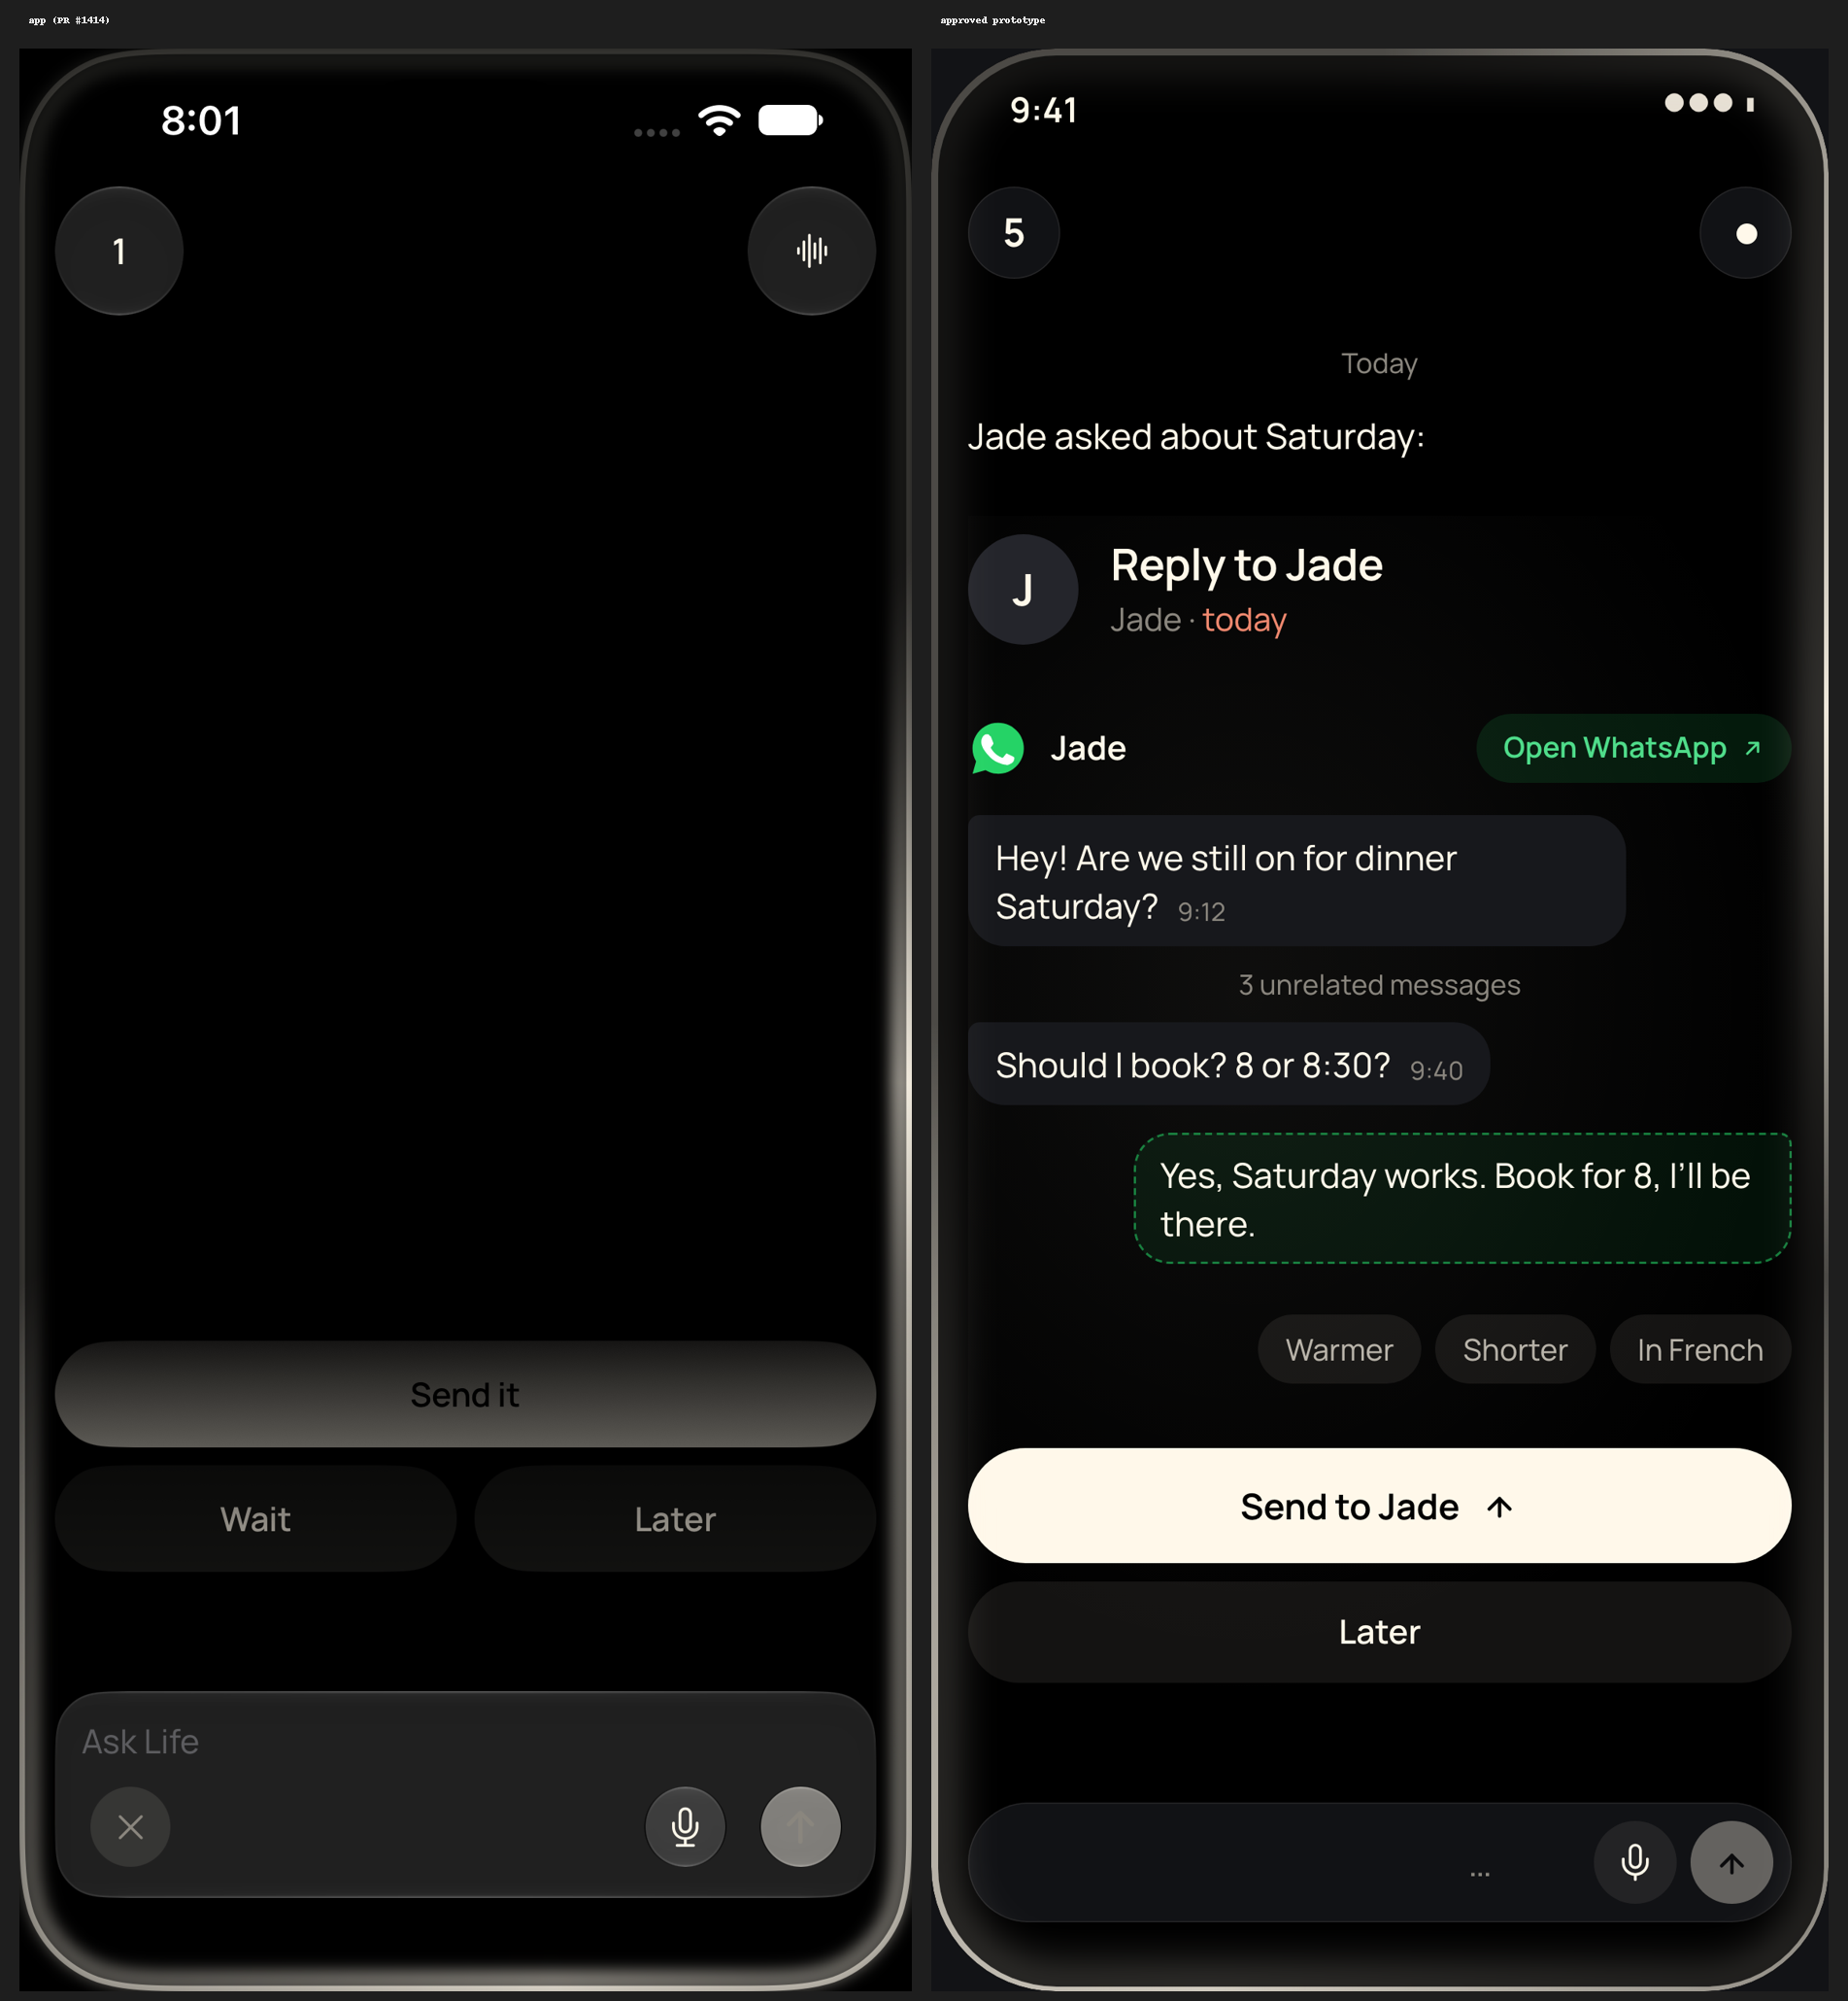 app (PR #1414)
8:01
1
Send it
Wait
Later
Ask Life
approved prototype
9:41
5
Today
Jade asked about Saturday:
J
Reply to Jade
Jade · today
Jade
Open WhatsApp ↗
Hey! Are we still on for dinner
Saturday? 9:12
3 unrelated messages
Should I book? 8 or 8:30? 9:40
Yes, Saturday works. Book for 8, I’ll be
there.
Warmer
Shorter
In French
Send to Jade ↑
Later
...